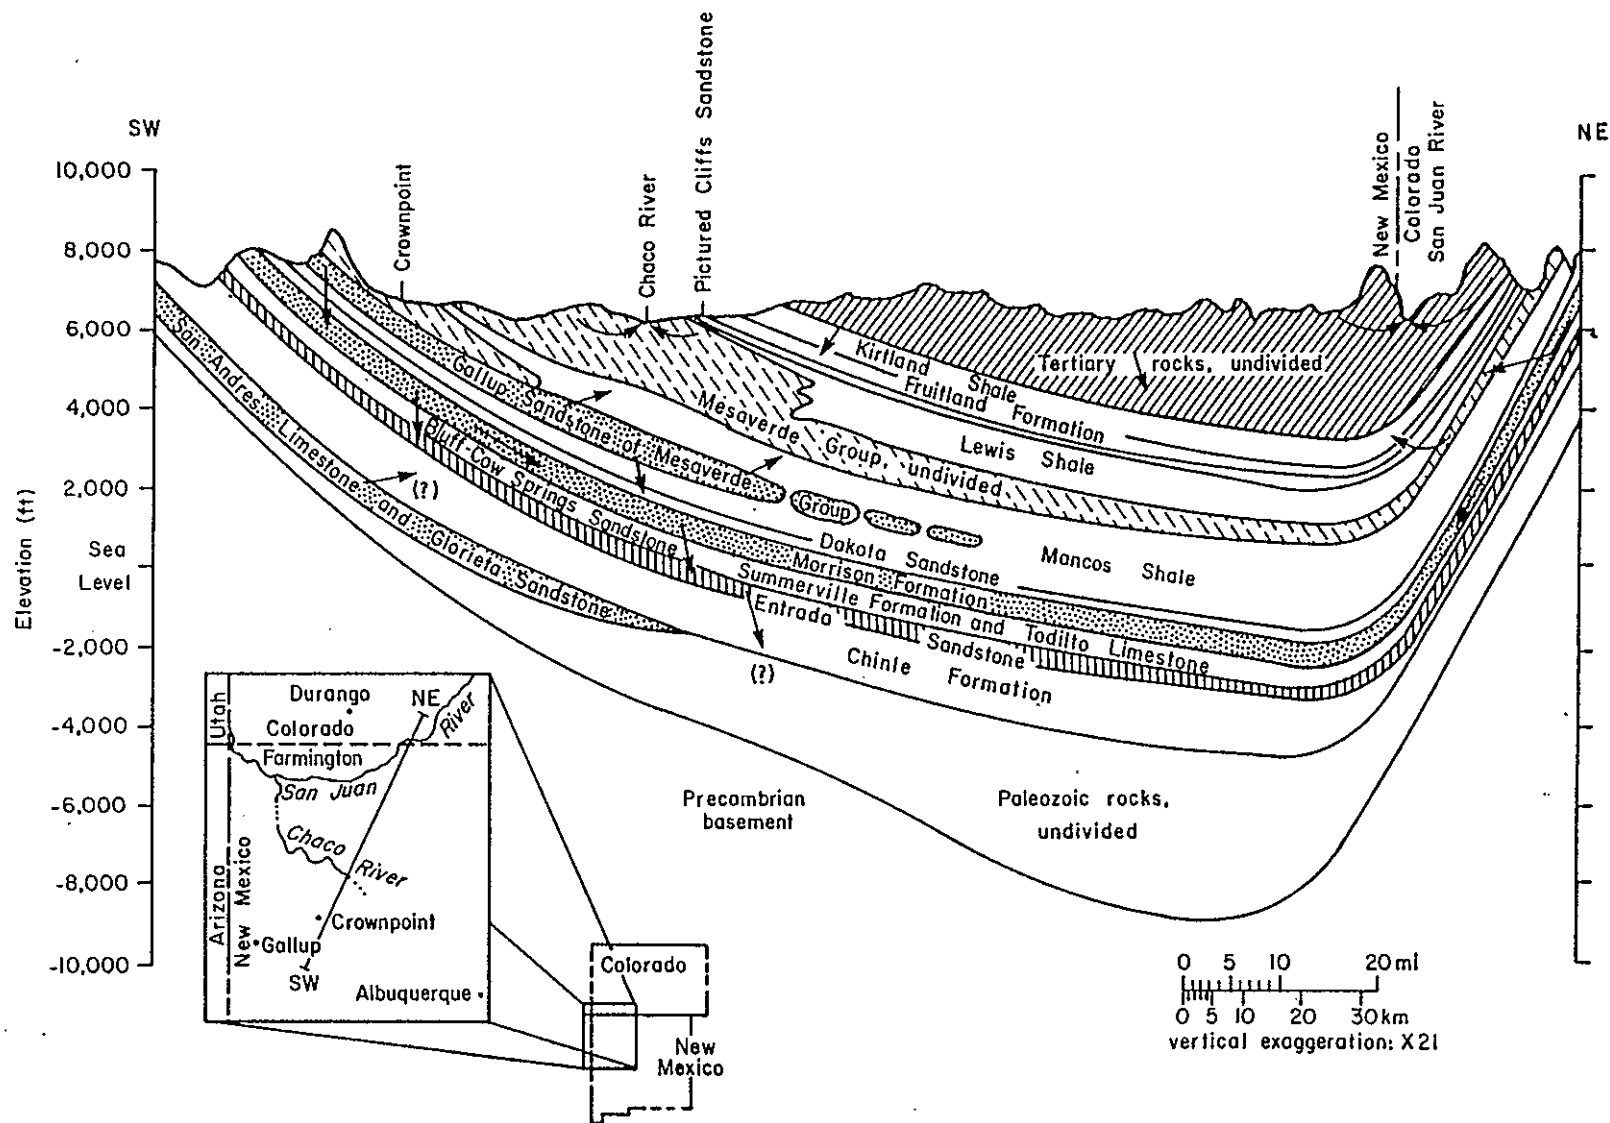 SW
NE
Crownpoint
Chaco River
Pictured Cliffs Sandstone
New Mexico
Colorado
San Juan River
10,000
8,000
6,000
4,000
2,000
Sea
Level
-2,000
-4,000
-6,000
-8,000
-10,000
Elevation (ft)
Kirtland Shale
Fruitland Formation
Tertiary rocks, undivided
Lewis Shale
Mesaverde Group, undivided
Gallup Sandstone of Mesaverde
Group
Mancos Shale
Dakota Sandstone
Morrison Formation
Bluff-Cow Springs Sandstone
Summerville Formation and Todilto Limestone
Entrada Sandstone
Chinle Formation
San Andres Limestone and Glorieta Sandstone
(?)
(?)
Precambrian
basement
Paleozoic rocks,
undivided
Utah
Durango
NE
Colorado
River
Farmington
San Juan
Chaco
River
Arizona
New Mexico
Crownpoint
Gallup
SW
Albuquerque
Colorado
New
Mexico
0 5 10 20 mi
0 5 10 20 30 km
vertical exaggeration: X21